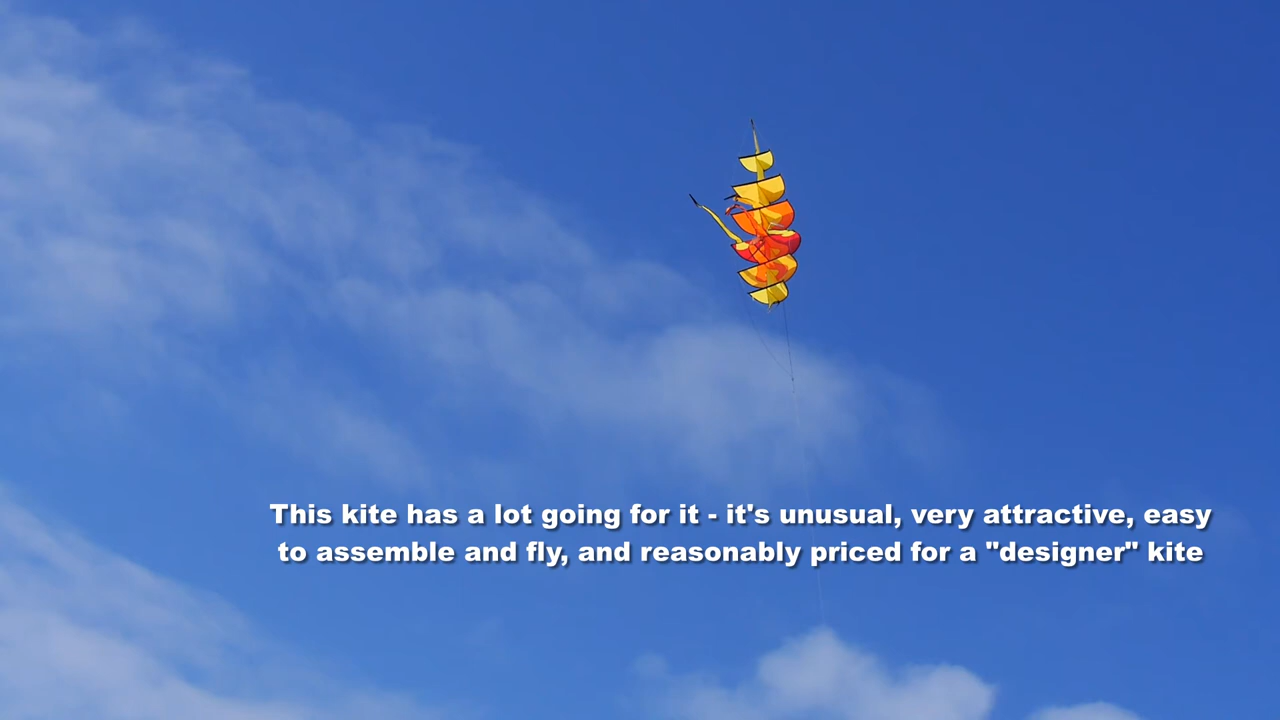 This kite has a lot going for it - it's unusual, very attractive, easy
to assemble and fly, and reasonably priced for a "designer" kite